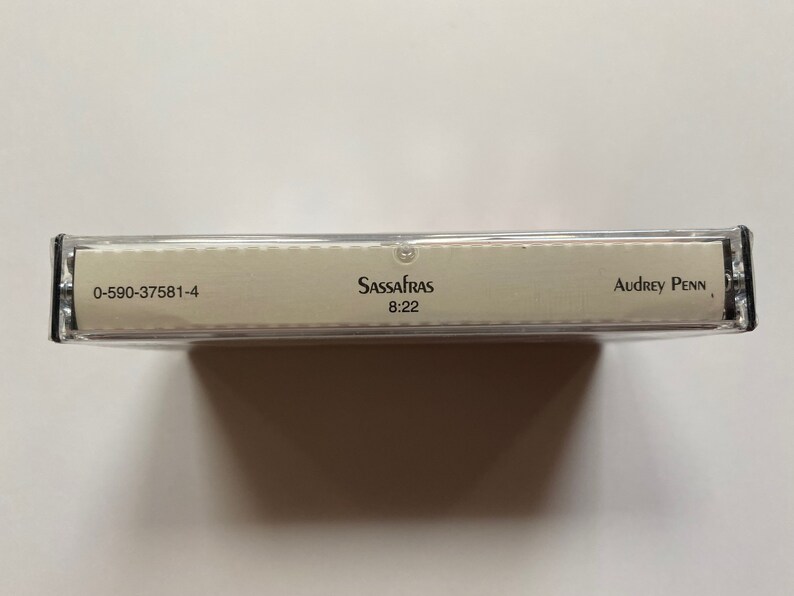 0-590-37581-4
Sassafras
8:22
Audrey Penn